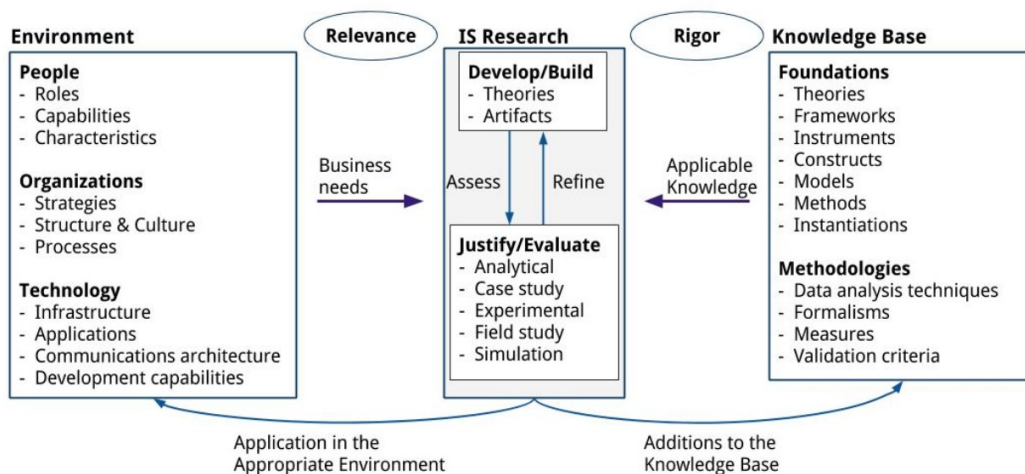 Environment
Relevance
IS Research
Rigor
Knowledge Base
People
- Roles
- Capabilities
- Characteristics
Organizations
- Strategies
- Structure & Culture
- Processes
Technology
- Infrastructure
- Applications
- Communications architecture
- Development capabilities
Business
needs
Develop/Build
- Theories
- Artifacts
Assess
Refine
Justify/Evaluate
- Analytical
- Case study
- Experimental
- Field study
- Simulation
Applicable
Knowledge
Foundations
- Theories
- Frameworks
- Instruments
- Constructs
- Models
- Methods
- Instantiations
Methodologies
- Data analysis techniques
- Formalisms
- Measures
- Validation criteria
Application in the
Appropriate Environment
Additions to the
Knowledge Base